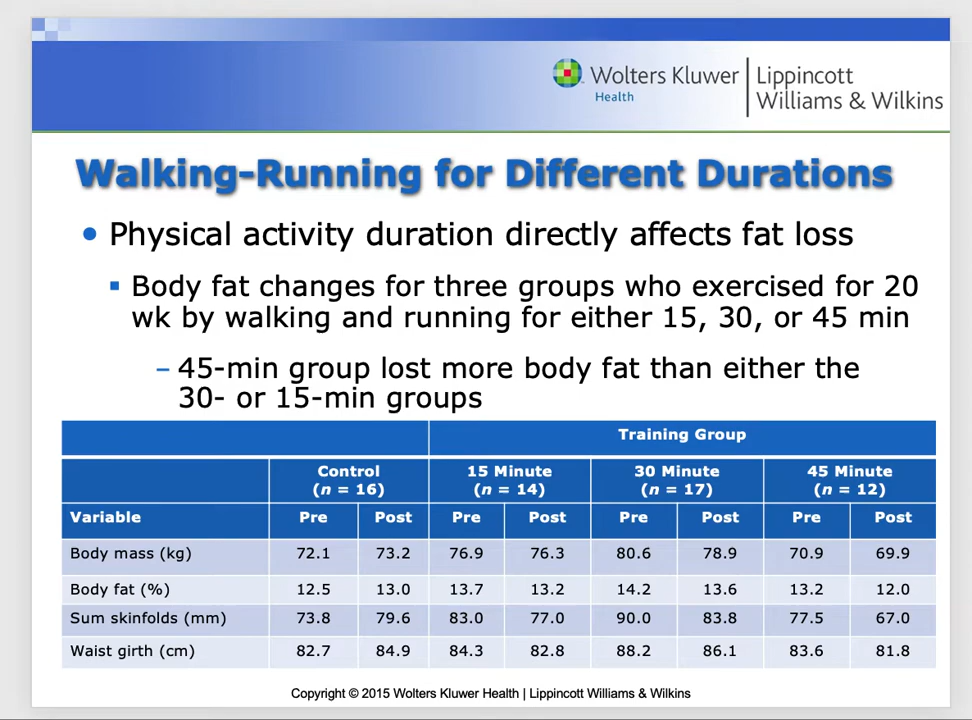 Wolters Kluwer
Health
Lippincott
Williams & Wilkins
Walking-Running for Different Durations
• Physical activity duration directly affects fat loss
▪ Body fat changes for three groups who exercised for 20
wk by walking and running for either 15, 30, or 45 min
– 45-min group lost more body fat than either the
30- or 15-min groups
Training Group
Control 15 Minute 30 Minute 45 Minute
(n = 16) (n = 14) (n = 17) (n = 12)
Variable Pre Post Pre Post Pre Post Pre Post
Body mass (kg) 72.1 73.2 76.9 76.3 80.6 78.9 70.9 69.9
Body fat (%) 12.5 13.0 13.7 13.2 14.2 13.6 13.2 12.0
Sum skinfolds (mm) 73.8 79.6 83.0 77.0 90.0 83.8 77.5 67.0
Waist girth (cm) 82.7 84.9 84.3 82.8 88.2 86.1 83.6 81.8
Copyright © 2015 Wolters Kluwer Health | Lippincott Williams & Wilkins